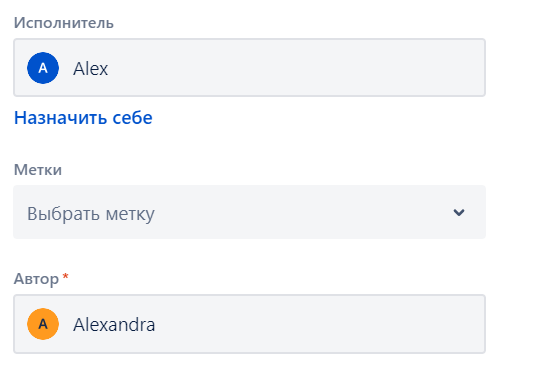 Исполнитель
A Alex
Назначить себе
Метки
Выбрать метку
Автор *
A Alexandra